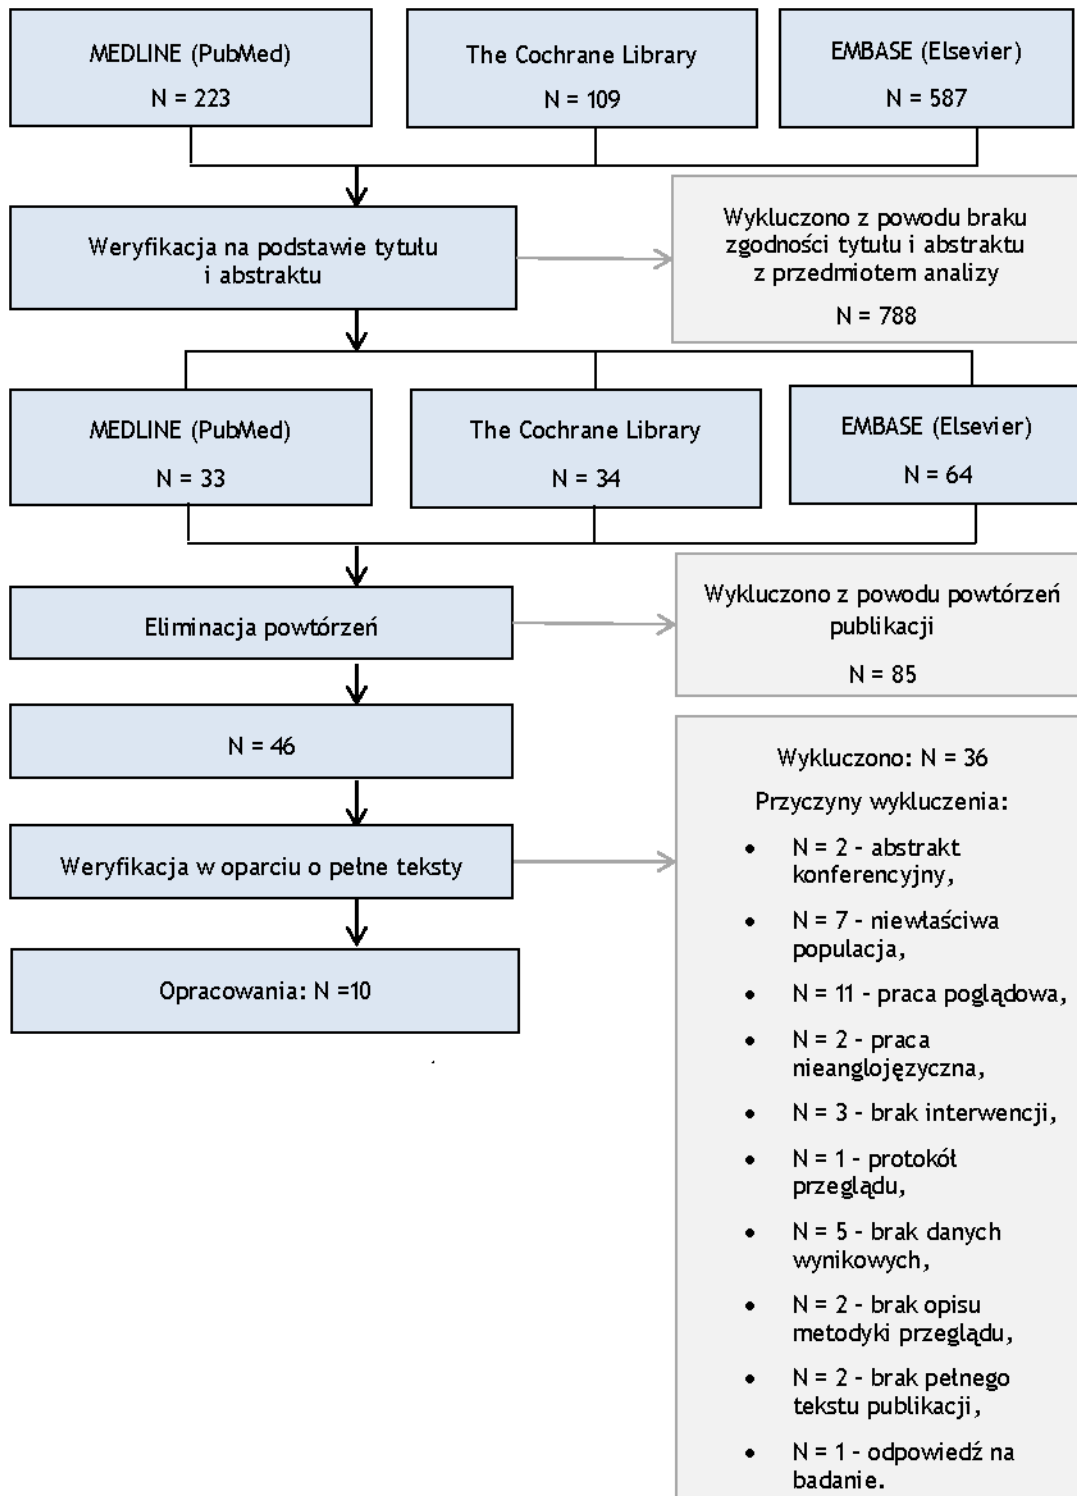 MEDLINE (PubMed)
N = 223
The Cochrane Library
N = 109
EMBASE (Elsevier)
N = 587
Weryfikacja na podstawie tytułu
i abstraktu
Wykluczono z powodu braku
zgodności tytułu i abstraktu
z przedmiotem analizy
N = 788
MEDLINE (PubMed)
N = 33
The Cochrane Library
N = 34
EMBASE (Elsevier)
N = 64
Eliminacja powtórzeń
Wykluczono z powodu powtórzeń
publikacji
N = 85
N = 46
Weryfikacja w oparciu o pełne teksty
Wykluczono: N = 36
Przyczyny wykluczenia:
• N = 2 - abstrakt
konferencyjny,
• N = 7 - niewłaściwa
populacja,
• N = 11 - praca poglądowa,
• N = 2 - praca
nieanglojęzyczna,
• N = 3 - brak interwencji,
• N = 1 - protokół
przeglądu,
• N = 5 - brak danych
wynikowych,
• N = 2 - brak opisu
metodyki przeglądu,
• N = 2 - brak pełnego
tekstu publikacji,
• N = 1 - odpowiedź na
badanie.
Opracowania: N =10